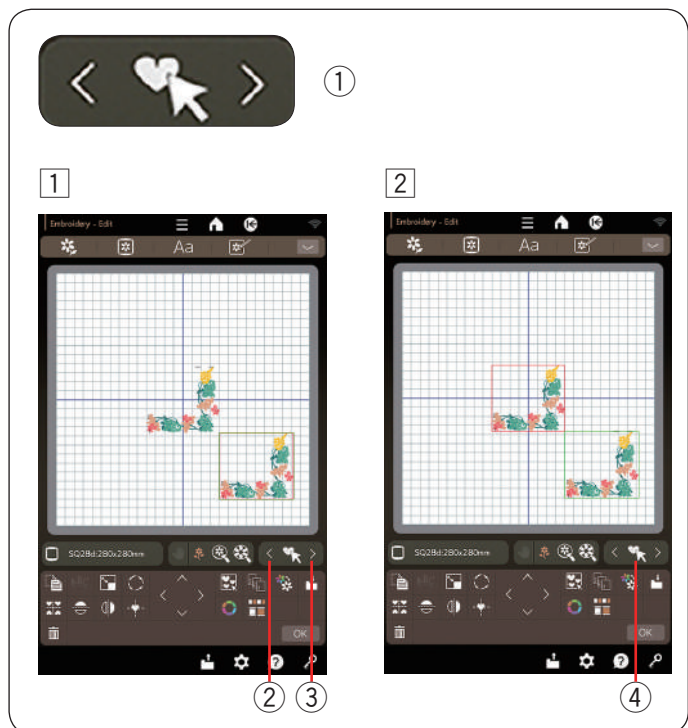 ①
1
2
Embroidery - Edit
Embroidery - Edit
Aa
Aa
SQ28d:280x280mm
SQ28d:280x280mm
OK
OK
② ③
④